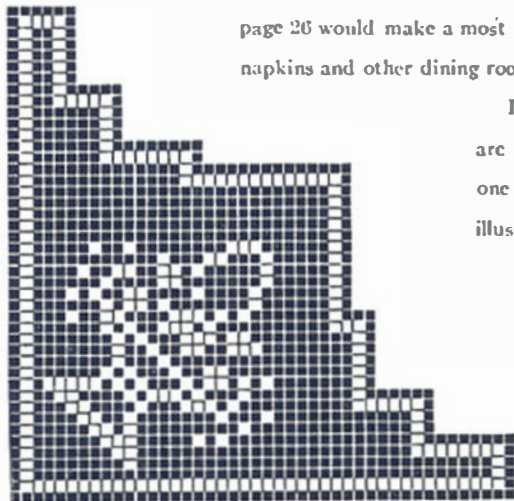 page 26 would make a most
napkins and other dining roo
I
are
one
illus